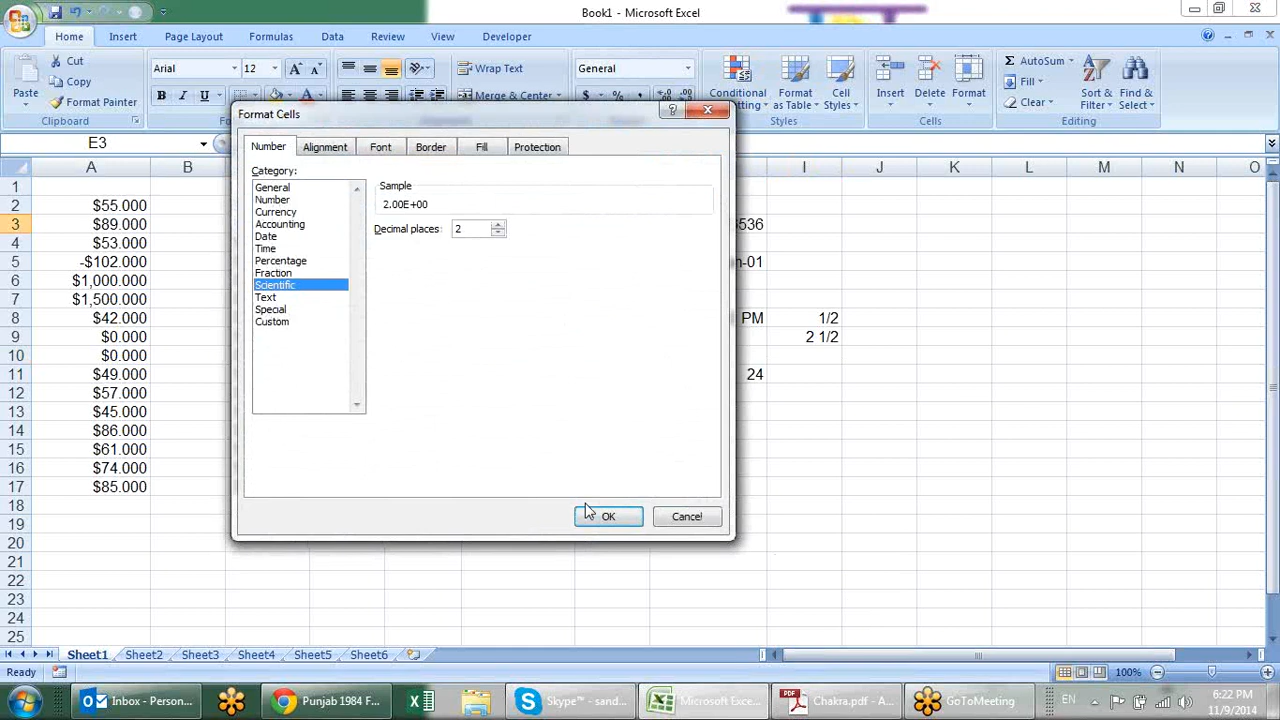 Book1 - Microsoft Excel
Home Insert Page Layout Formulas Data Review View Developer
Paste Cut Copy Format Painter Clipboard
Arial 12
Wrap Text
Merge & Center
General
$ % ,
Conditional Formatting Format as Table Cell Styles
Styles
Insert Delete Format
Cells
Σ AutoSum Fill Clear Sort & Filter Find & Select
Editing
E3
Format Cells
Number Alignment Font Border Fill Protection
Category:
General
Number
Currency
Accounting
Date
Time
Percentage
Fraction
Scientific
Text
Special
Custom
Sample
2.00E+00
Decimal places: 2
OK Cancel
A B I J K L M N O
1
2 $55.000
3 $89.000 3536
4 $53.000
5 -$102.000 -01
6 $1,000.000
7 $1,500.000
8 $42.000 PM 1/2
9 $0.000 2 1/2
10 $0.000
11 $49.000 24
12 $57.000
13 $45.000
14 $86.000
15 $61.000
16 $74.000
17 $85.000
18
19
20
21
22
23
24
25
Sheet1 Sheet2 Sheet3 Sheet4 Sheet5 Sheet6
Ready 100%
Inbox - Person... Punjab 1984 F... Skype™ - sand... Microsoft Exce... Chakra.pdf - A... GoToMeeting EN 6:22 PM
11/9/2014